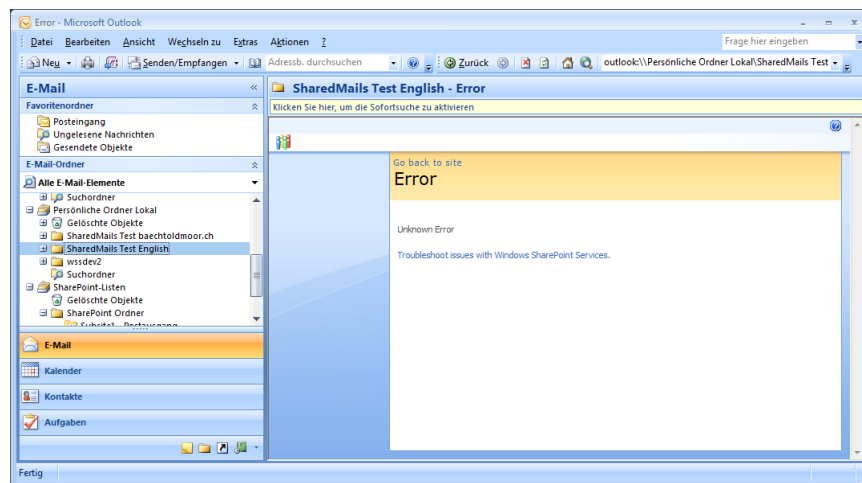 Error - Microsoft Outlook
Datei Bearbeiten Ansicht Wechseln zu Extras Aktionen ?
Frage hier eingeben
Neu Senden/Empfangen Adressb. durchsuchen Zurück outlook:\\Persönliche Ordner Lokal\SharedMails Test
E-Mail «
SharedMails Test English - Error
Favoritenordner
Klicken Sie hier, um die Sofortsuche zu aktivieren
Posteingang
Ungelesene Nachrichten
Gesendete Objekte
E-Mail-Ordner
Alle E-Mail-Elemente
Suchordner
Persönliche Ordner Lokal
Gelöschte Objekte
SharedMails Test baechtoldmoor.ch
SharedMails Test English
wssdev2
Suchordner
SharePoint-Listen
Gelöschte Objekte
SharePoint Ordner
Subsite1 - Postausgang
Go back to site
Error
Unknown Error
Troubleshoot issues with Windows SharePoint Services.
E-Mail
Kalender
Kontakte
Aufgaben
Fertig